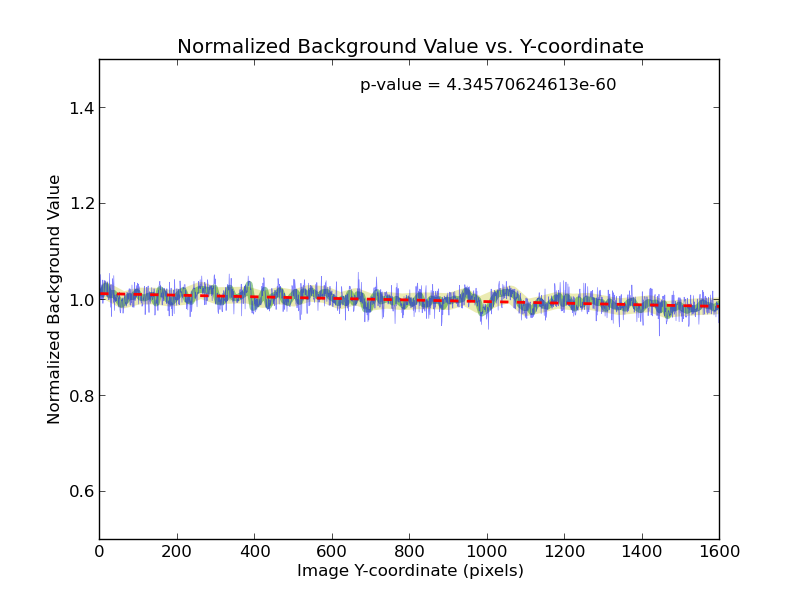 Normalized Background Value vs. Y-coordinate
p-value = 4.34570624613e-60
1.4
1.2
1.0
0.8
0.6
Normalized Background Value
0 200 400 600 800 1000 1200 1400 1600
Image Y-coordinate (pixels)